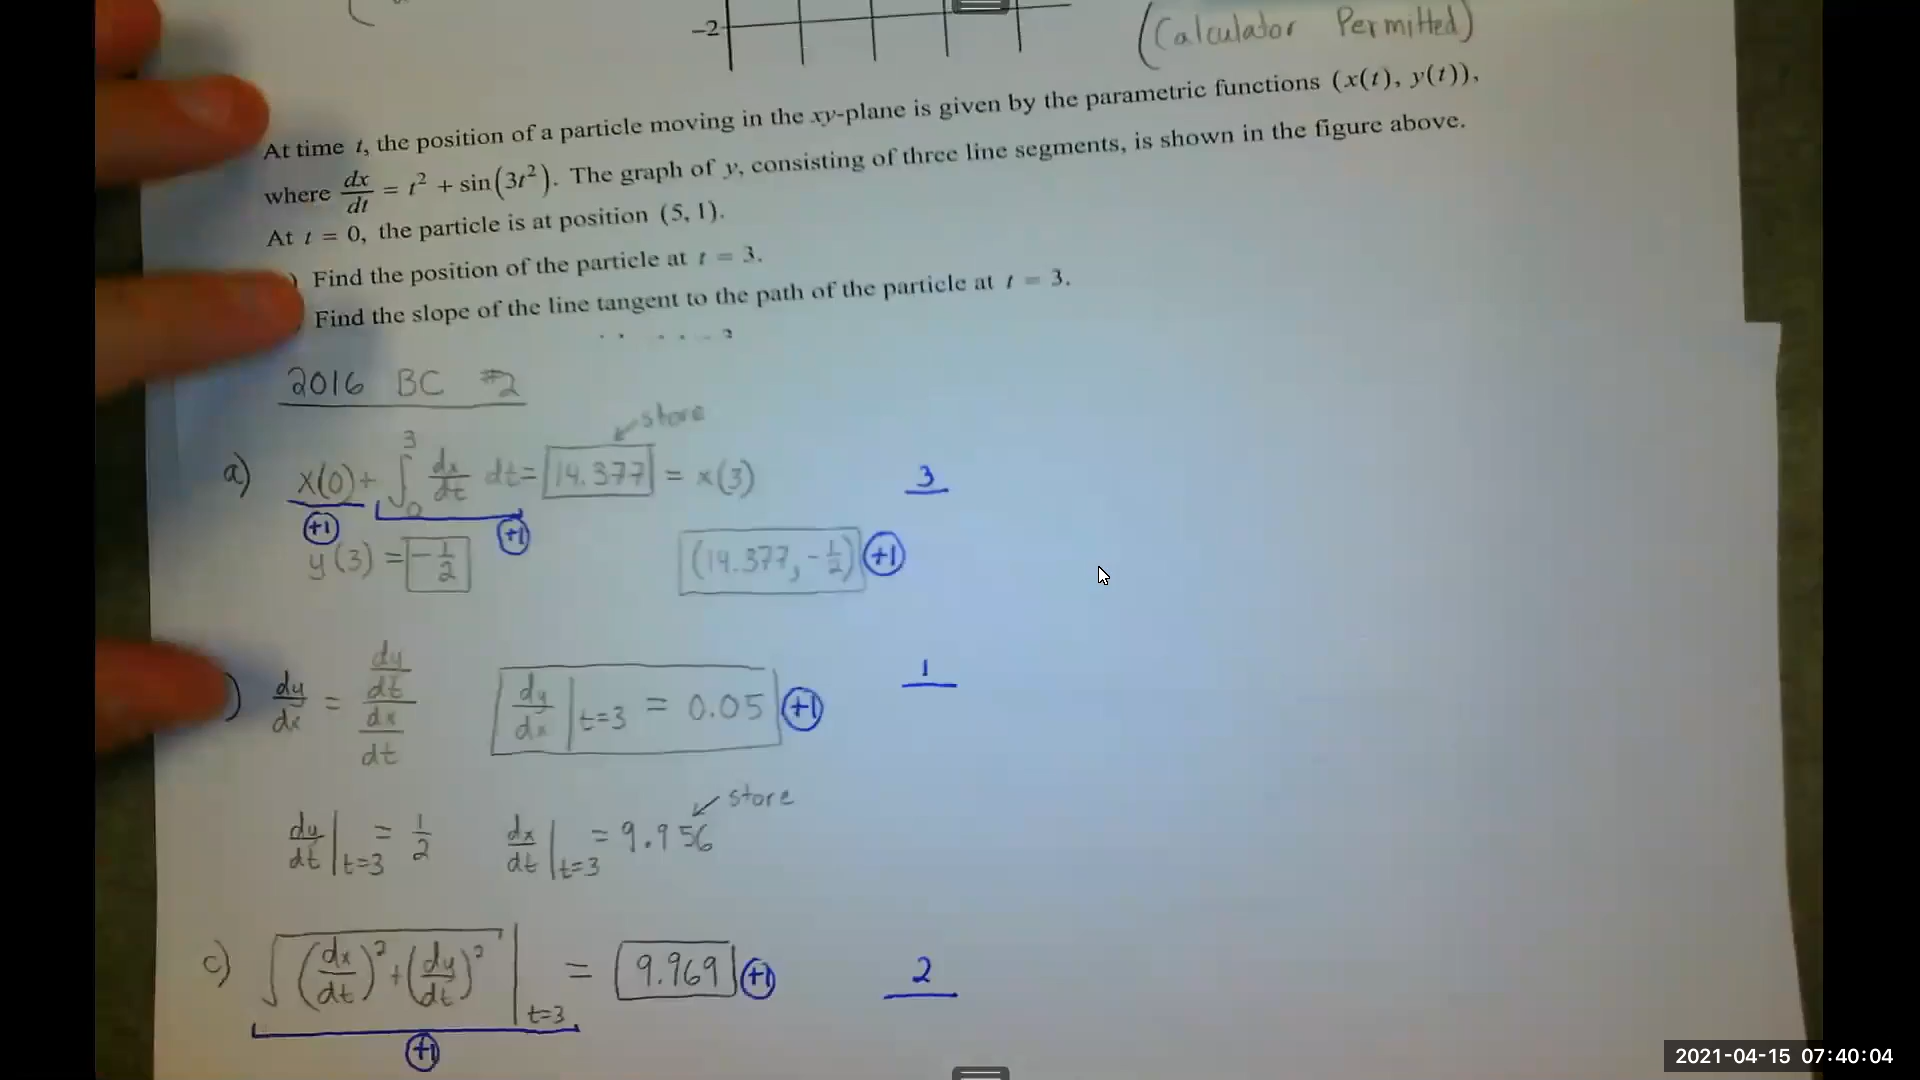 -2
(Calculator Permitted)
At time t, the position of a particle moving in the xy-plane is given by the parametric functions (x(t), y(t)),
where dx/dt = t² + sin(3t²). The graph of y, consisting of three line segments, is shown in the figure above.
At t = 0, the particle is at position (5, 1).
) Find the position of the particle at t = 3.
) Find the slope of the line tangent to the path of the particle at t = 3.
2016 BC #2
store
a) x(0) + ∫₀³ dx/dt dt = 14.377 = x(3) 3
+1 +1
y(3) = -1/2 (14.377, -1/2) +1
) dy/dx = (dy/dt)/(dx/dt) dy/dx |t=3 = 0.05 +1 1
store
dy/dt |t=3 = 1/2 dx/dt |t=3 = 9.956
c) √((dx/dt)² + (dy/dt)²) |t=3 = 9.969 +1 2
+1
2021-04-15 07:40:04